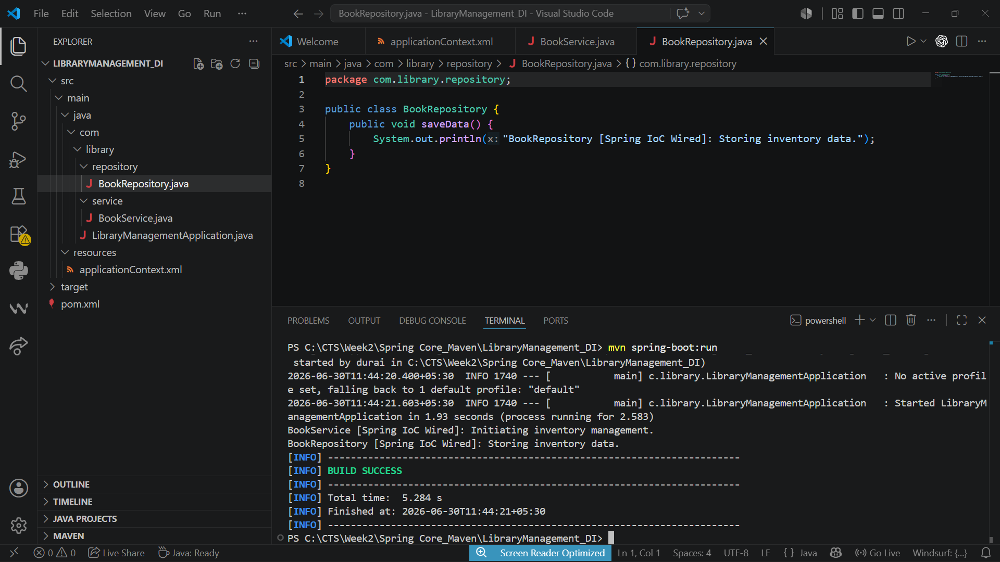 File Edit Selection View Go Run ···
BookRepository.java - LibraryManagement_DI - Visual Studio Code
EXPLORER
LIBRARYMANAGEMENT_DI
src
main
java
com
library
repository
BookRepository.java
service
BookService.java
LibraryManagementApplication.java
resources
applicationContext.xml
target
pom.xml
OUTLINE
TIMELINE
JAVA PROJECTS
MAVEN
Welcome applicationContext.xml BookService.java BookRepository.java
src > main > java > com > library > repository > BookRepository.java > { } com.library.repository
1 package com.library.repository;
2
3 public class BookRepository {
4 public void saveData() {
5 System.out.println(x: "BookRepository [Spring IoC Wired]: Storing inventory data.");
6 }
7 }
8
PROBLEMS OUTPUT DEBUG CONSOLE TERMINAL PORTS
powershell
PS C:\CTS\Week2\Spring Core_Maven\LibraryManagement_DI> mvn spring-boot:run
started by durai in C:\CTS\Week2\Spring Core_Maven\LibraryManagement_DI)
2026-06-30T11:44:20.400+05:30  INFO 1740 --- [           main] c.library.LibraryManagementApplication   : No active profil
e set, falling back to 1 default profile: "default"
2026-06-30T11:44:21.603+05:30  INFO 1740 --- [           main] c.library.LibraryManagementApplication   : Started LibraryM
anagementApplication in 1.93 seconds (process running for 2.583)
BookService [Spring IoC Wired]: Initiating inventory management.
BookRepository [Spring IoC Wired]: Storing inventory data.
[INFO] ------------------------------------------------------------------------
[INFO] BUILD SUCCESS
[INFO] ------------------------------------------------------------------------
[INFO] Total time:  5.284 s
[INFO] Finished at: 2026-06-30T11:44:21+05:30
[INFO] ------------------------------------------------------------------------
PS C:\CTS\Week2\Spring Core_Maven\LibraryManagement_DI>
0 0 Live Share Java: Ready Screen Reader Optimized Ln 1, Col 1 Spaces: 4 UTF-8 LF { } Java Go Live Windsurf: {...}